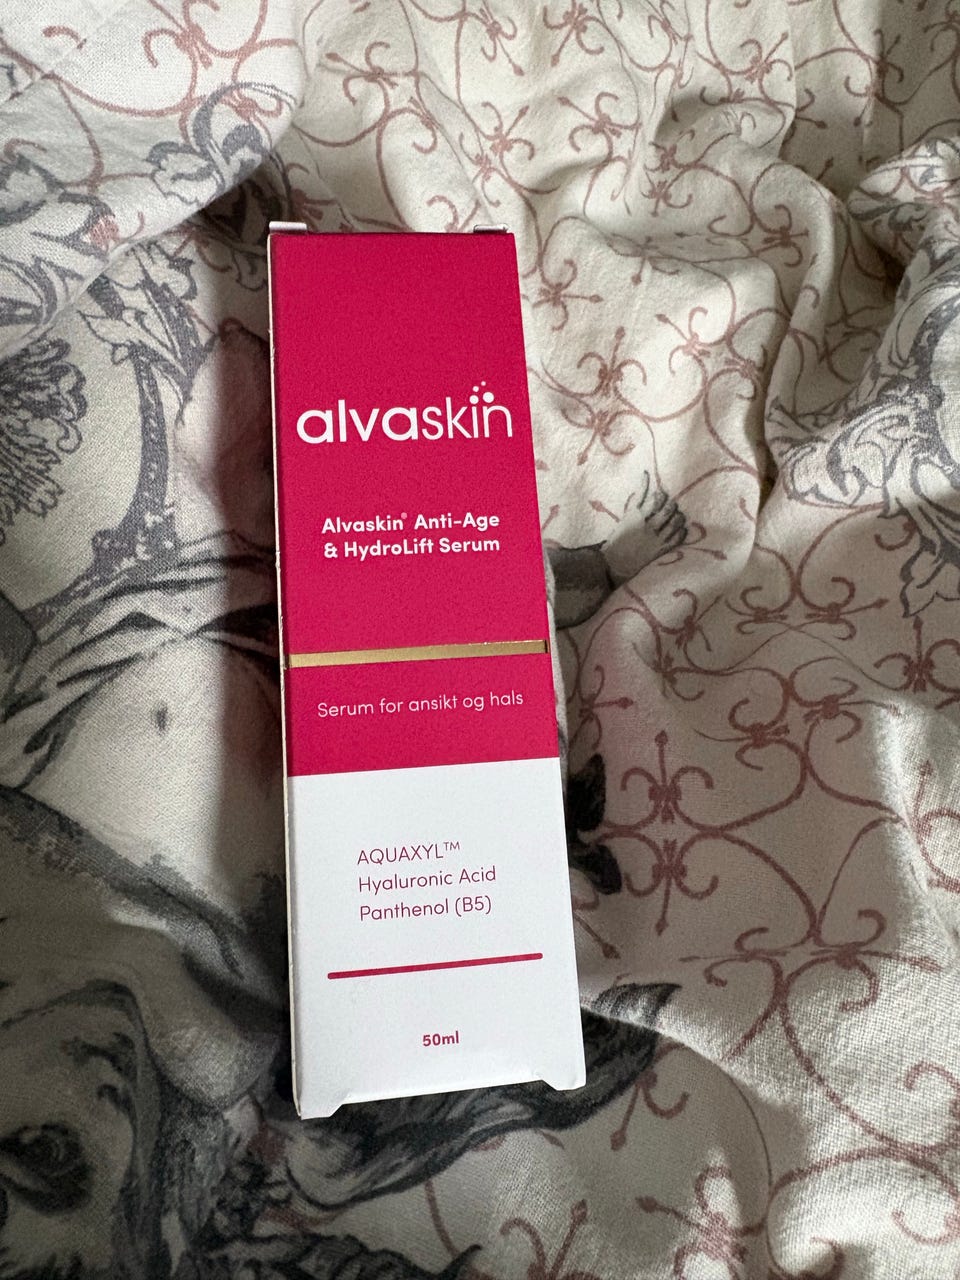 alvaskin
Alvaskin® Anti-Age
& HydroLift Serum
Serum for ansikt og hals
AQUAXYL™
Hyaluronic Acid
Panthenol (B5)
50ml